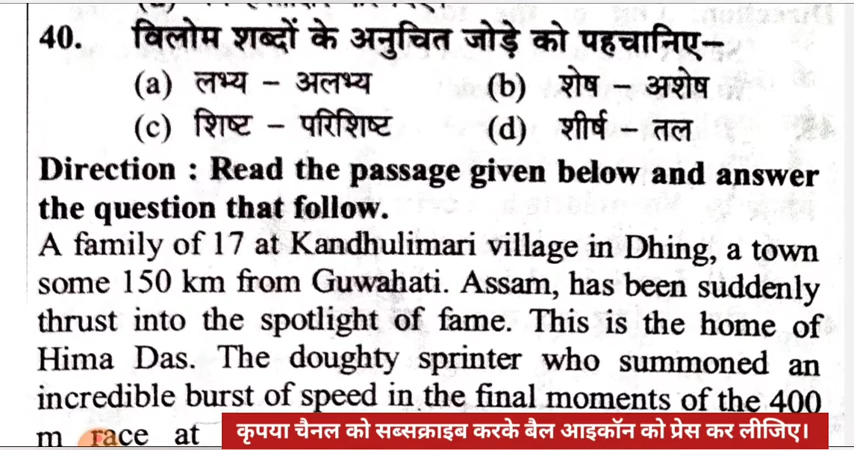 40. विलोम शब्दों के अनुचित जोड़े को पहचानिए–
(a) लभ्य – अलभ्य (b) शेष – अशेष
(c) शिष्ट – परिशिष्ट (d) शीर्ष – तल
Direction : Read the passage given below and answer
the question that follow.
A family of 17 at Kandhulimari village in Dhing, a town
some 150 km from Guwahati. Assam, has been suddenly
thrust into the spotlight of fame. This is the home of
Hima Das. The doughty sprinter who summoned an
incredible burst of speed in the final moments of the 400
m race at
कृपया चैनल को सब्सक्राइब करके बैल आइकॉन को प्रेस कर लीजिए।